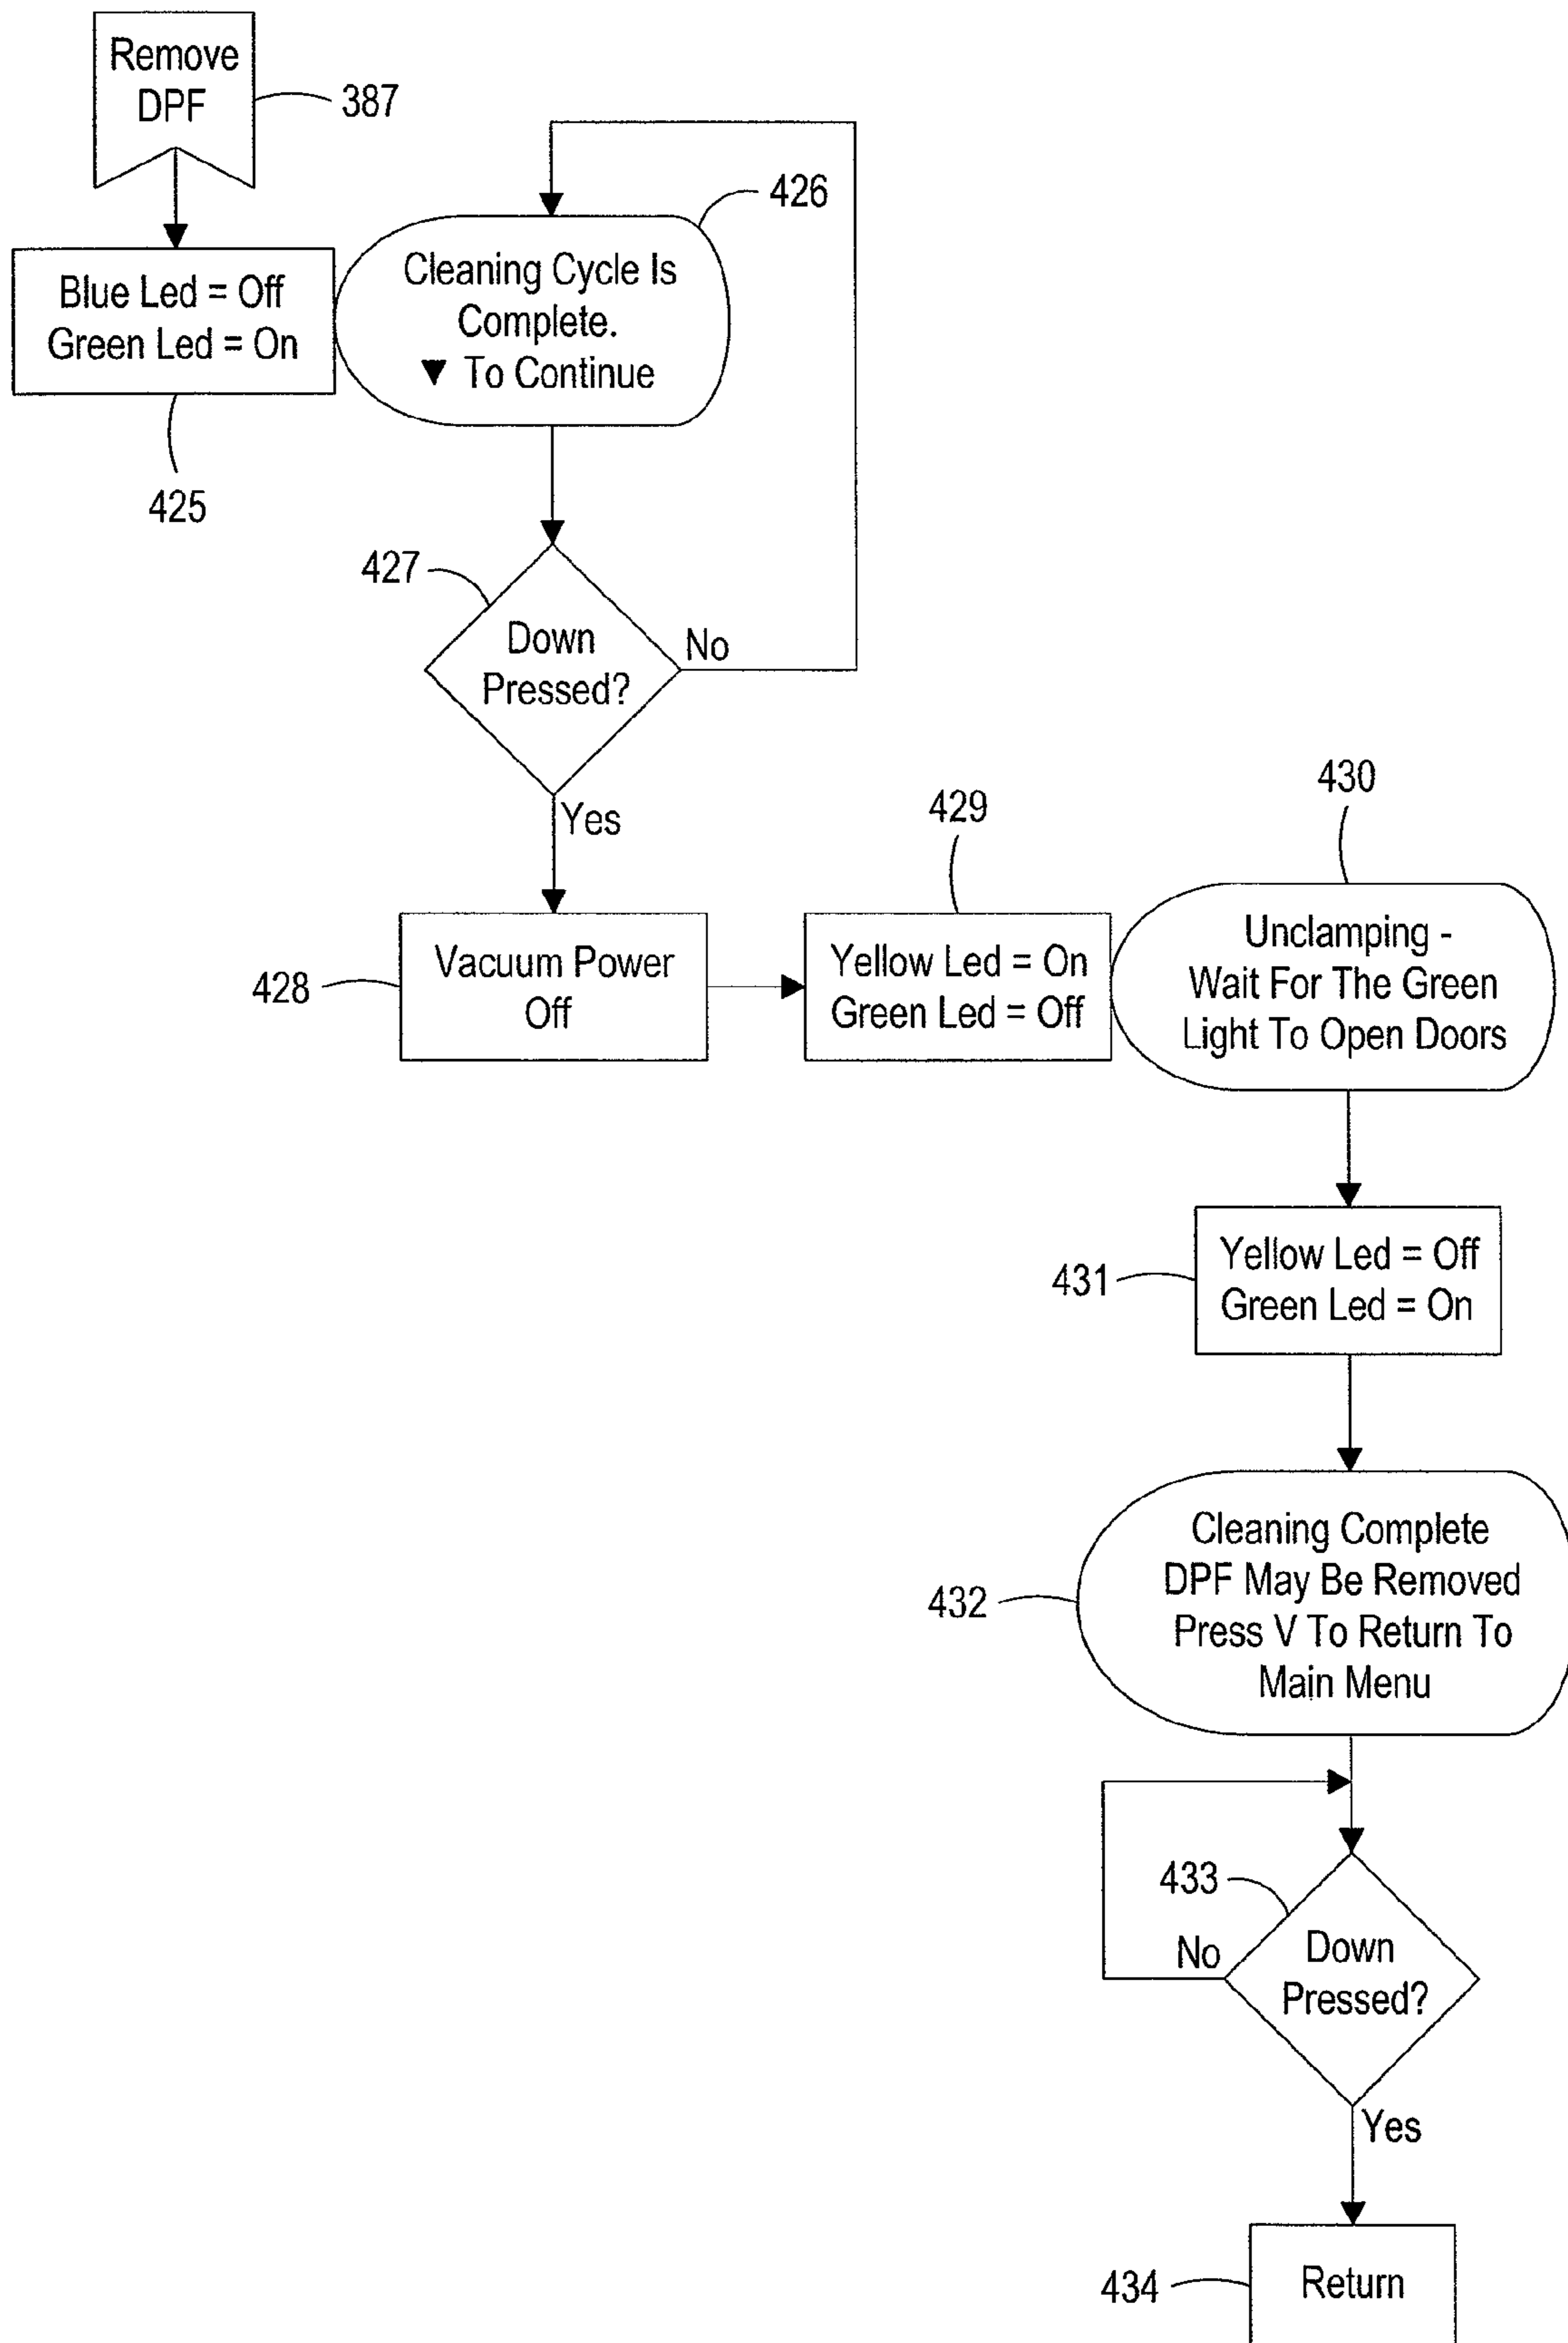 Remove
DPF
387
Blue Led = Off
Green Led = On
425
426
Cleaning Cycle Is
Complete.
▼ To Continue
427
Down
Pressed?
No
Yes
428
Vacuum Power
Off
429
Yellow Led = On
Green Led = Off
430
Unclamping -
Wait For The Green
Light To Open Doors
431
Yellow Led = Off
Green Led = On
432
Cleaning Complete
DPF May Be Removed
Press V To Return To
Main Menu
433
No
Down
Pressed?
Yes
434
Return